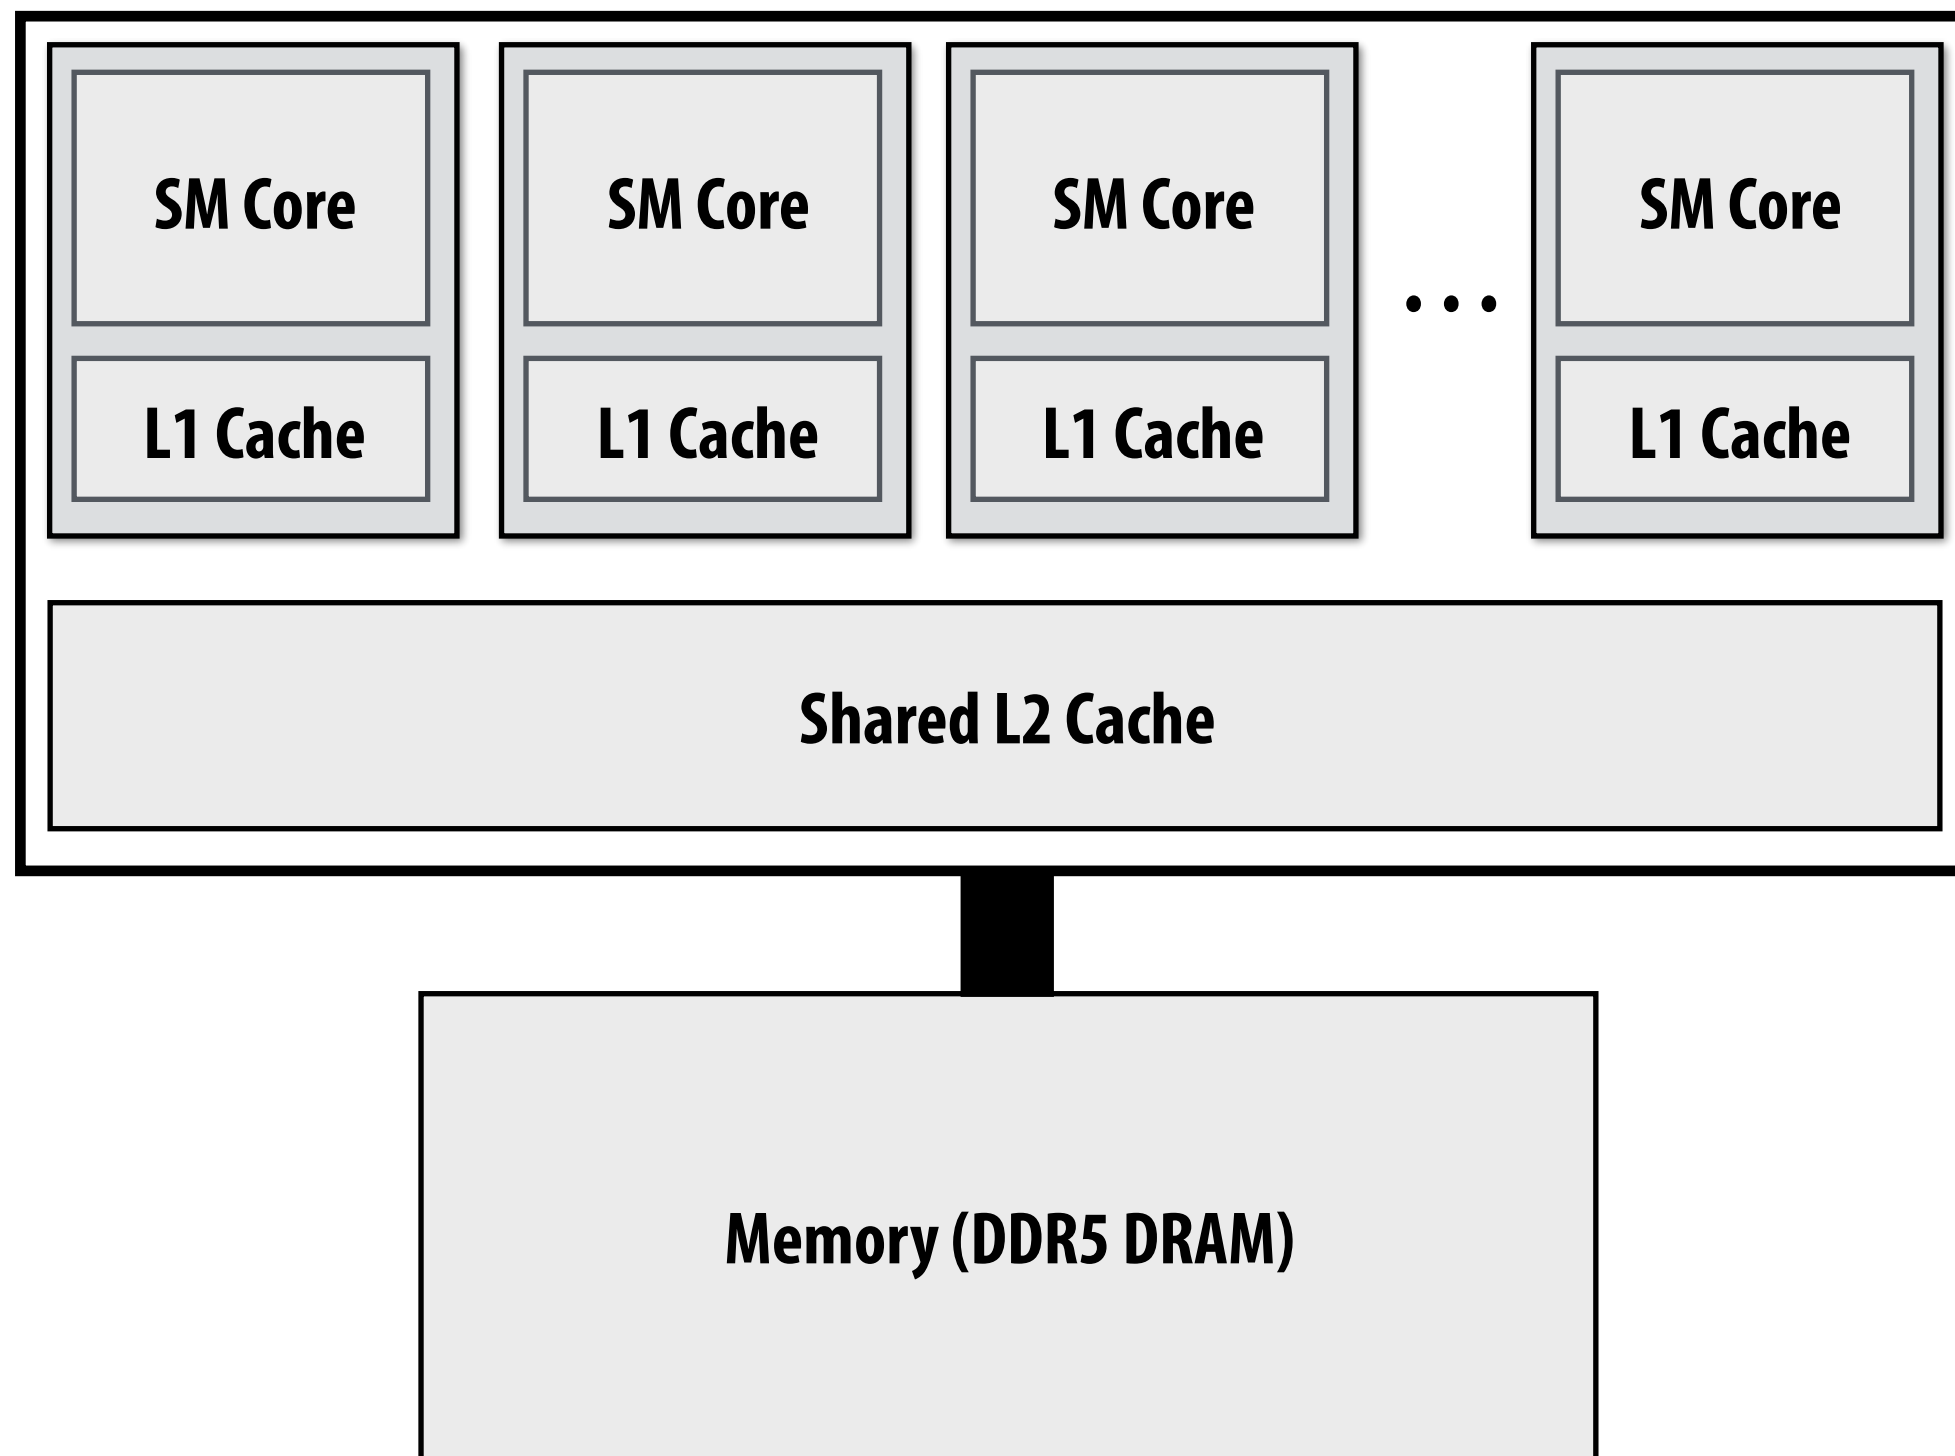 SM Core SM Core SM Core SM Core
...
L1 Cache L1 Cache L1 Cache L1 Cache
Shared L2 Cache
Memory (DDR5 DRAM)